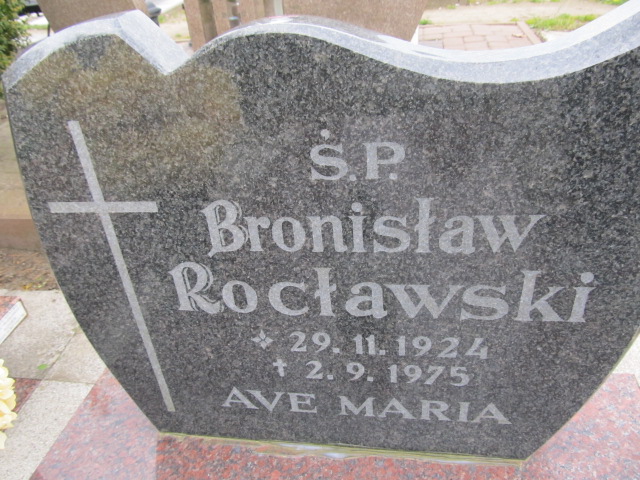 Ś.P.
Bronisław
Rocławski
29.11.1924
† 2.9.1975
AVE MARIA